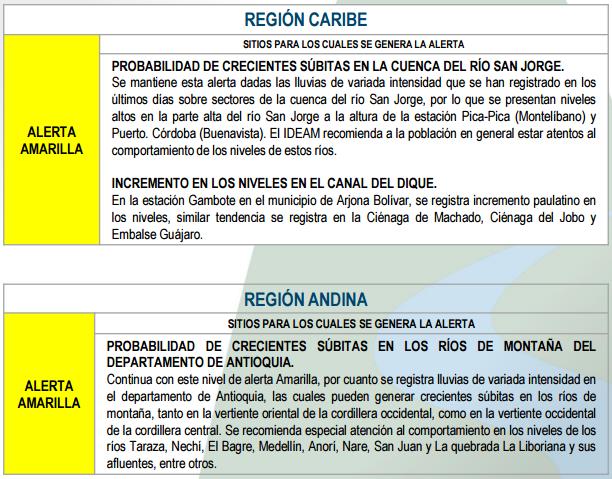 REGIÓN CARIBE
SITIOS PARA LOS CUALES SE GENERA LA ALERTA
ALERTA
AMARILLA
PROBABILIDAD DE CRECIENTES SÚBITAS EN LA CUENCA DEL RÍO SAN JORGE.
Se mantiene esta alerta dadas las lluvias de variada intensidad que se han registrado en los
últimos días sobre sectores de la cuenca del río San Jorge, por lo que se presentan niveles
altos en la parte alta del río San Jorge a la altura de la estación Pica-Pica (Montelíbano) y
Puerto. Córdoba (Buenavista). El IDEAM recomienda a la población en general estar atentos al
comportamiento de los niveles de estos ríos.
INCREMENTO EN LOS NIVELES EN EL CANAL DEL DIQUE.
En la estación Gambote en el municipio de Arjona Bolívar, se registra incremento paulatino en
los niveles, similar tendencia se registra en la Ciénaga de Machado, Ciénaga del Jobo y
Embalse Guájaro.
REGIÓN ANDINA
SITIOS PARA LOS CUALES SE GENERA LA ALERTA
ALERTA
AMARILLA
PROBABILIDAD DE CRECIENTES SÚBITAS EN LOS RÍOS DE MONTAÑA DEL
DEPARTAMENTO DE ANTIOQUIA.
Continua con este nivel de alerta Amarilla, por cuanto se registra lluvias de variada intensidad en
el departamento de Antioquia, las cuales pueden generar crecientes súbitas en los ríos de
montaña, tanto en la vertiente oriental de la cordillera occidental, como en la vertiente occidental
de la cordillera central. Se recomienda especial atención al comportamiento en los niveles de los
ríos Taraza, Nechí, El Bagre, Medellín, Anorí, Nare, San Juan y La quebrada La Liboriana y sus
afluentes, entre otros.